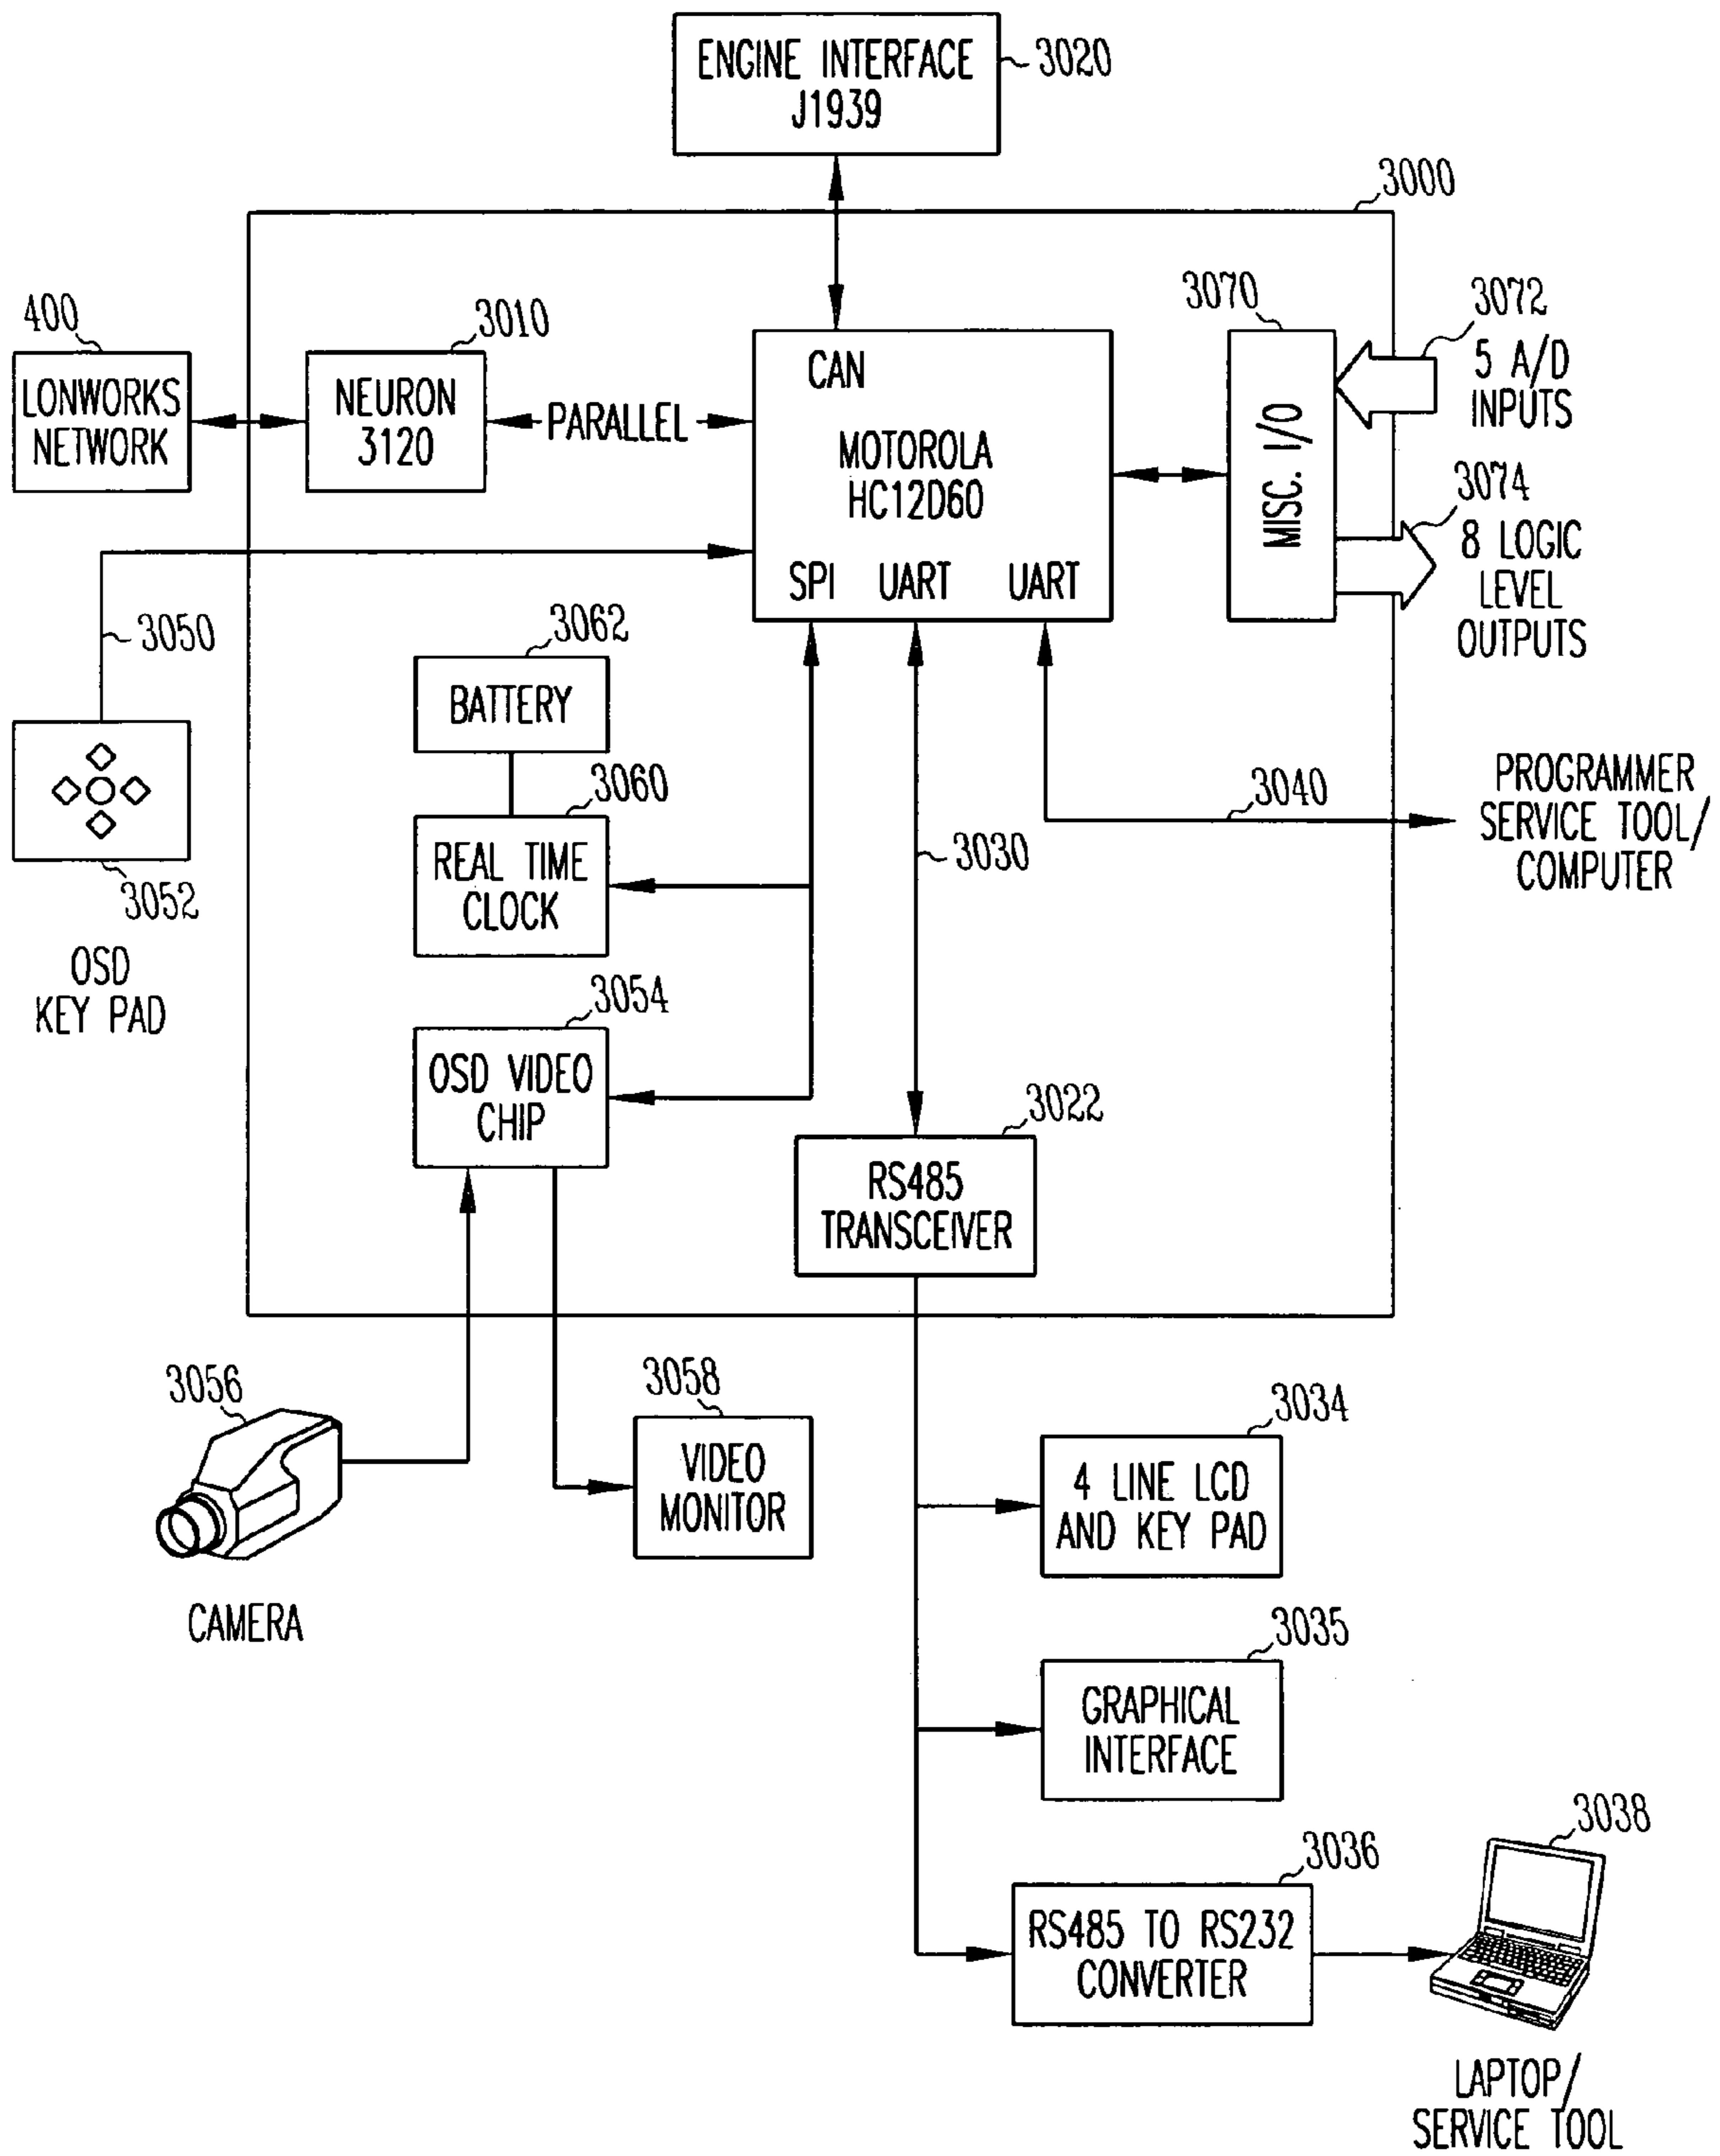 ENGINE INTERFACE
J1939
3020
3000
400
LONWORKS
NETWORK
3010
NEURON
3120
PARALLEL
CAN
MOTOROLA
HC12D60
SPI UART UART
3070
MISC. I/O
3072
5 A/D
INPUTS
3074
8 LOGIC
LEVEL
OUTPUTS
3050
3052
OSD
KEY PAD
3062
BATTERY
3060
REAL TIME
CLOCK
3054
OSD VIDEO
CHIP
3030
3040
PROGRAMMER
SERVICE TOOL/
COMPUTER
3022
RS485
TRANSCEIVER
3056
CAMERA
3058
VIDEO
MONITOR
3034
4 LINE LCD
AND KEY PAD
3035
GRAPHICAL
INTERFACE
3036
RS485 TO RS232
CONVERTER
3038
LAPTOP/
SERVICE TOOL